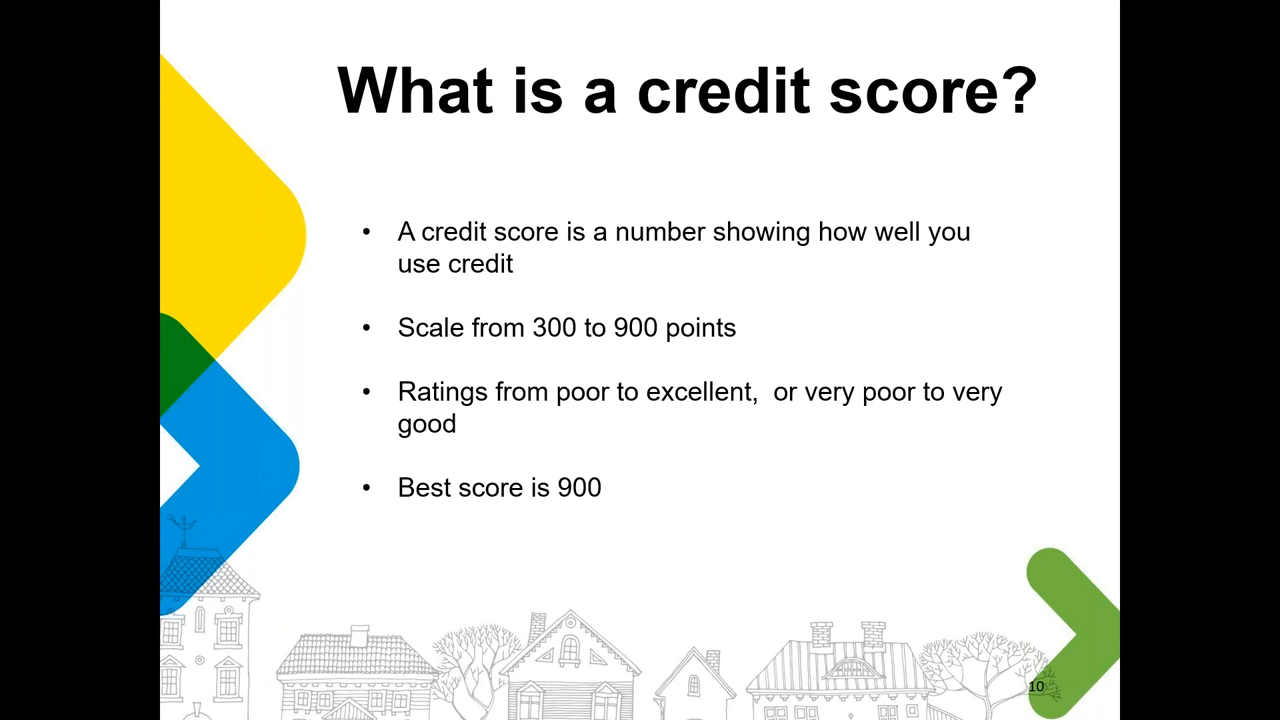 What is a credit score?
• A credit score is a number showing how well you
use credit
• Scale from 300 to 900 points
• Ratings from poor to excellent,  or very poor to very
good
• Best score is 900
10